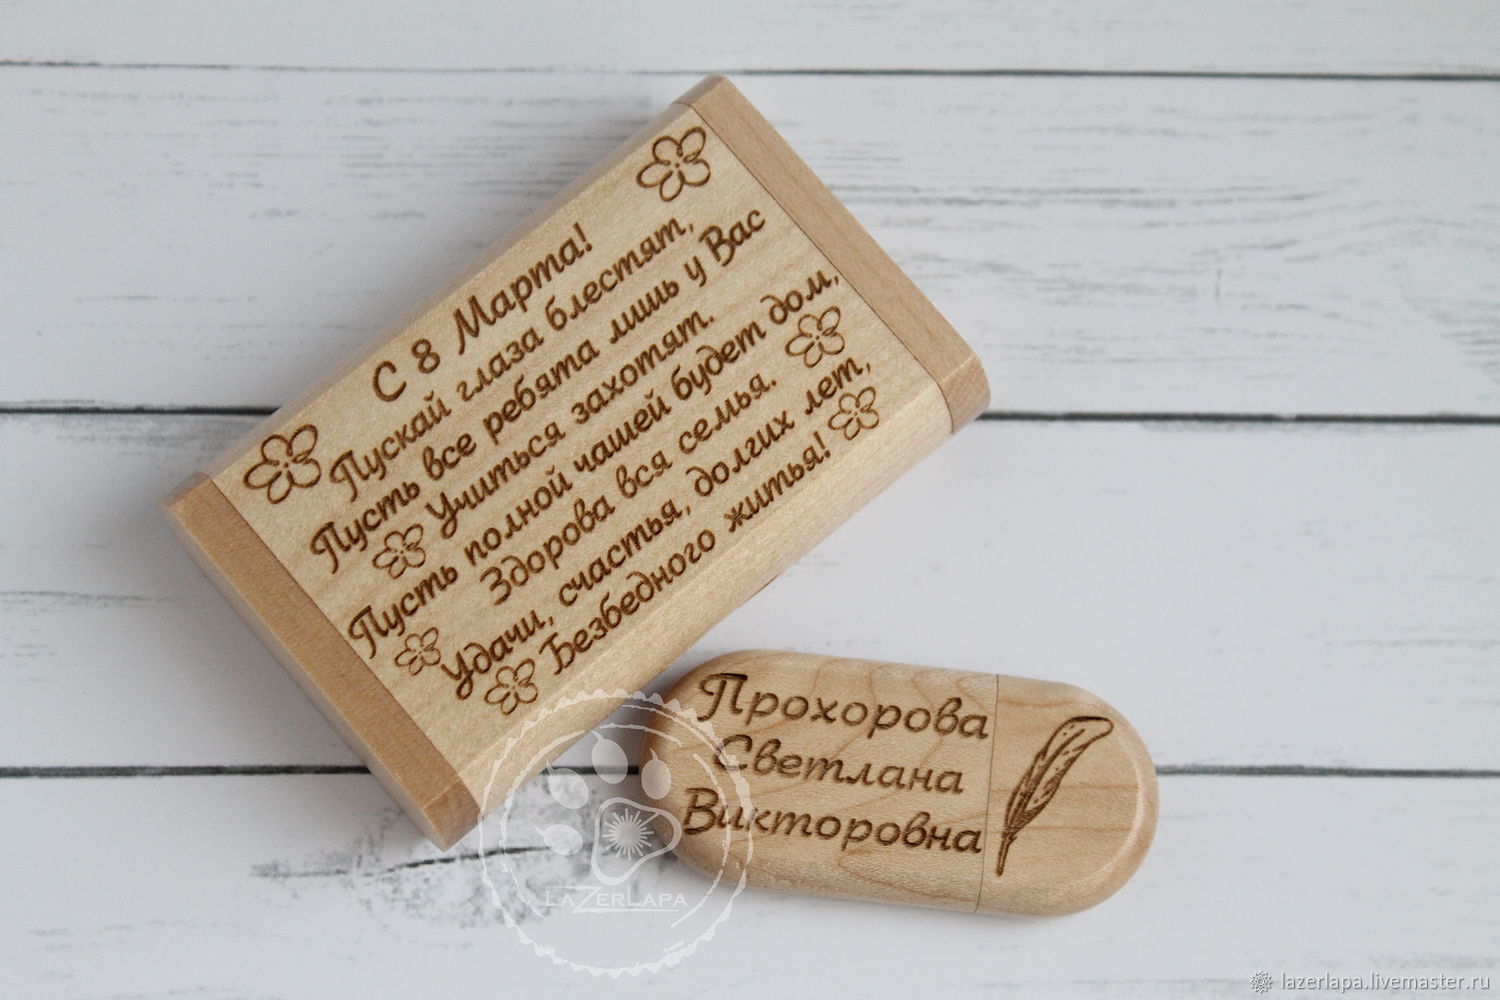 С 8 Марта!
Пускай глаза блестят,
Пусть все ребята лишь у Вас
Учиться захотят.
Пусть полной чашей будет дом,
Здорова вся семья.
Удачи, счастья, долгих лет,
Безбедного житья!
Прохорова
Светлана
Викторовна
LaZerLapa
lazerlapa.livemaster.ru